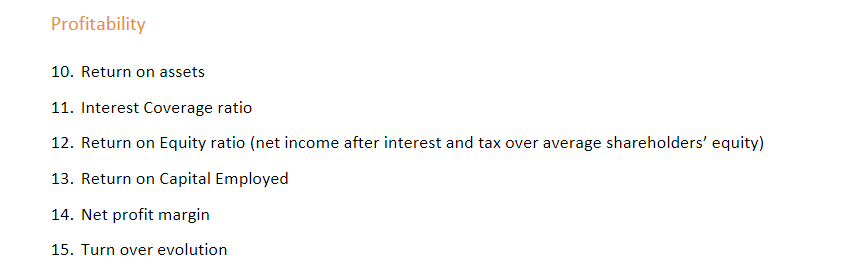 Profitability
10. Return on assets
11. Interest Coverage ratio
12. Return on Equity ratio (net income after interest and tax over average shareholders’ equity)
13. Return on Capital Employed
14. Net profit margin
15. Turn over evolution